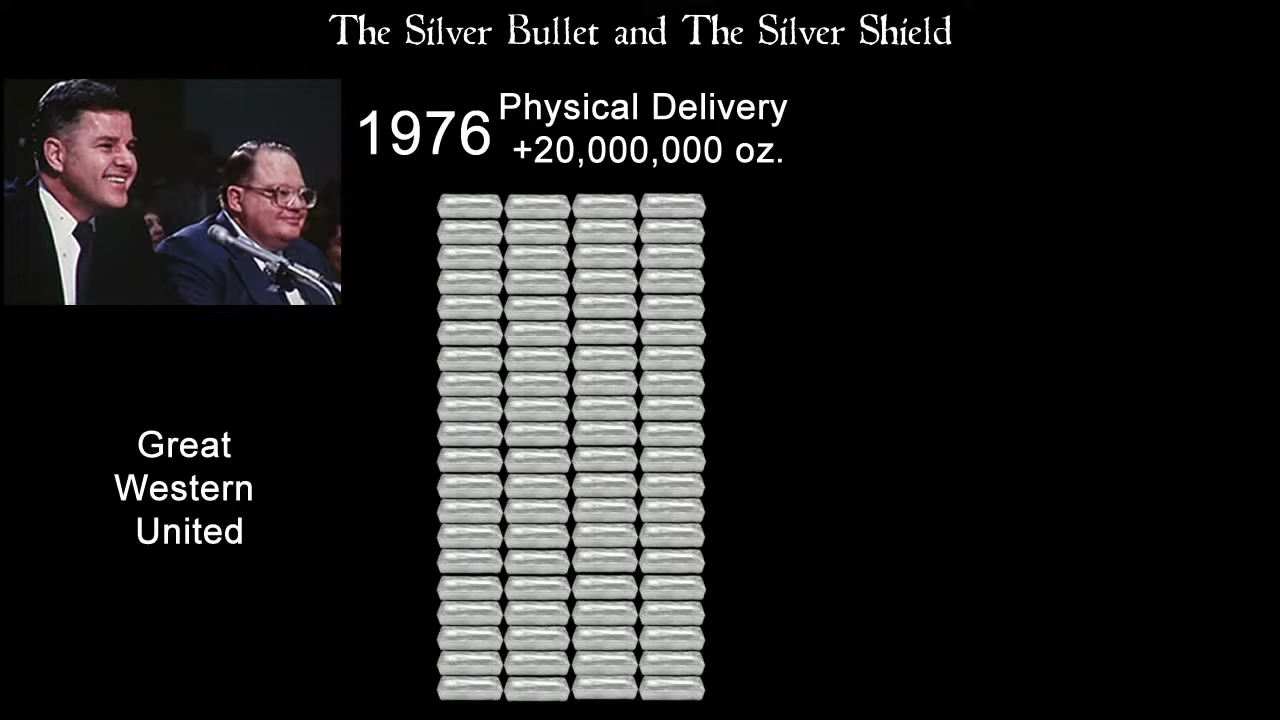 The Silver Bullet and The Silver Shield
1976
Physical Delivery
+20,000,000 oz.
Great
Western
United